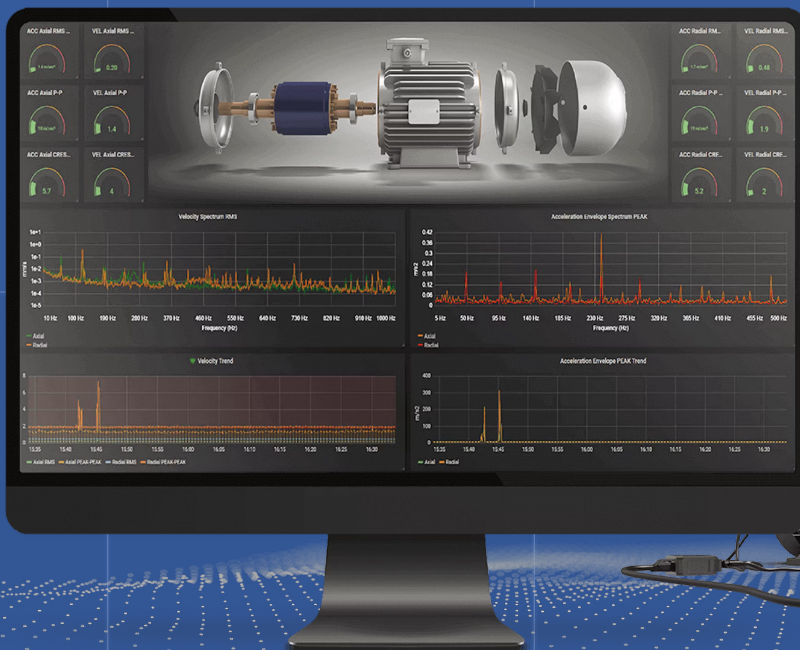 ACC Axial RMS ...
VEL Axial RMS ...
0.20
ACC Axial P-P
VEL Axial P-P
1.4
ACC Axial CRES...
VEL Axial CRES...
5.7
4
ACC Radial RM...
VEL Radial RMS...
0.48
ACC Radial P-P ...
VEL Radial P-P ...
1.9
ACC Radial CRE...
VEL Radial CRE...
5.2
2
Velocity Spectrum RMS
1e+1
1e+0
1e-1
1e-2
1e-3
1e-4
1e-5
10 Hz 100 Hz 190 Hz 280 Hz 370 Hz 460 Hz 550 Hz 640 Hz 730 Hz 820 Hz 910 Hz 1000 Hz
Frequency (Hz)
Axial
Radial
Acceleration Envelope Spectrum PEAK
m/s2
0.42
0.36
0.3
0.24
0.18
0.12
0.06
0
5 Hz 50 Hz 95 Hz 140 Hz 185 Hz 230 Hz 275 Hz 320 Hz 365 Hz 410 Hz 455 Hz 500 Hz
Frequency (Hz)
Axial
Radial
Velocity Trend
8
6
4
2
0
15:35 15:40 15:45 15:50 15:55 16:00 16:05 16:10 16:15 16:20 16:25 16:30
Axial RMS Axial PEAK-PEAK Radial RMS Radial PEAK-PEAK
Acceleration Envelope PEAK Trend
m/s2
400
300
200
100
0
15:35 15:40 15:45 15:50 15:55 16:00 16:05 16:10 16:15 16:20 16:25 16:30
Axial Radial